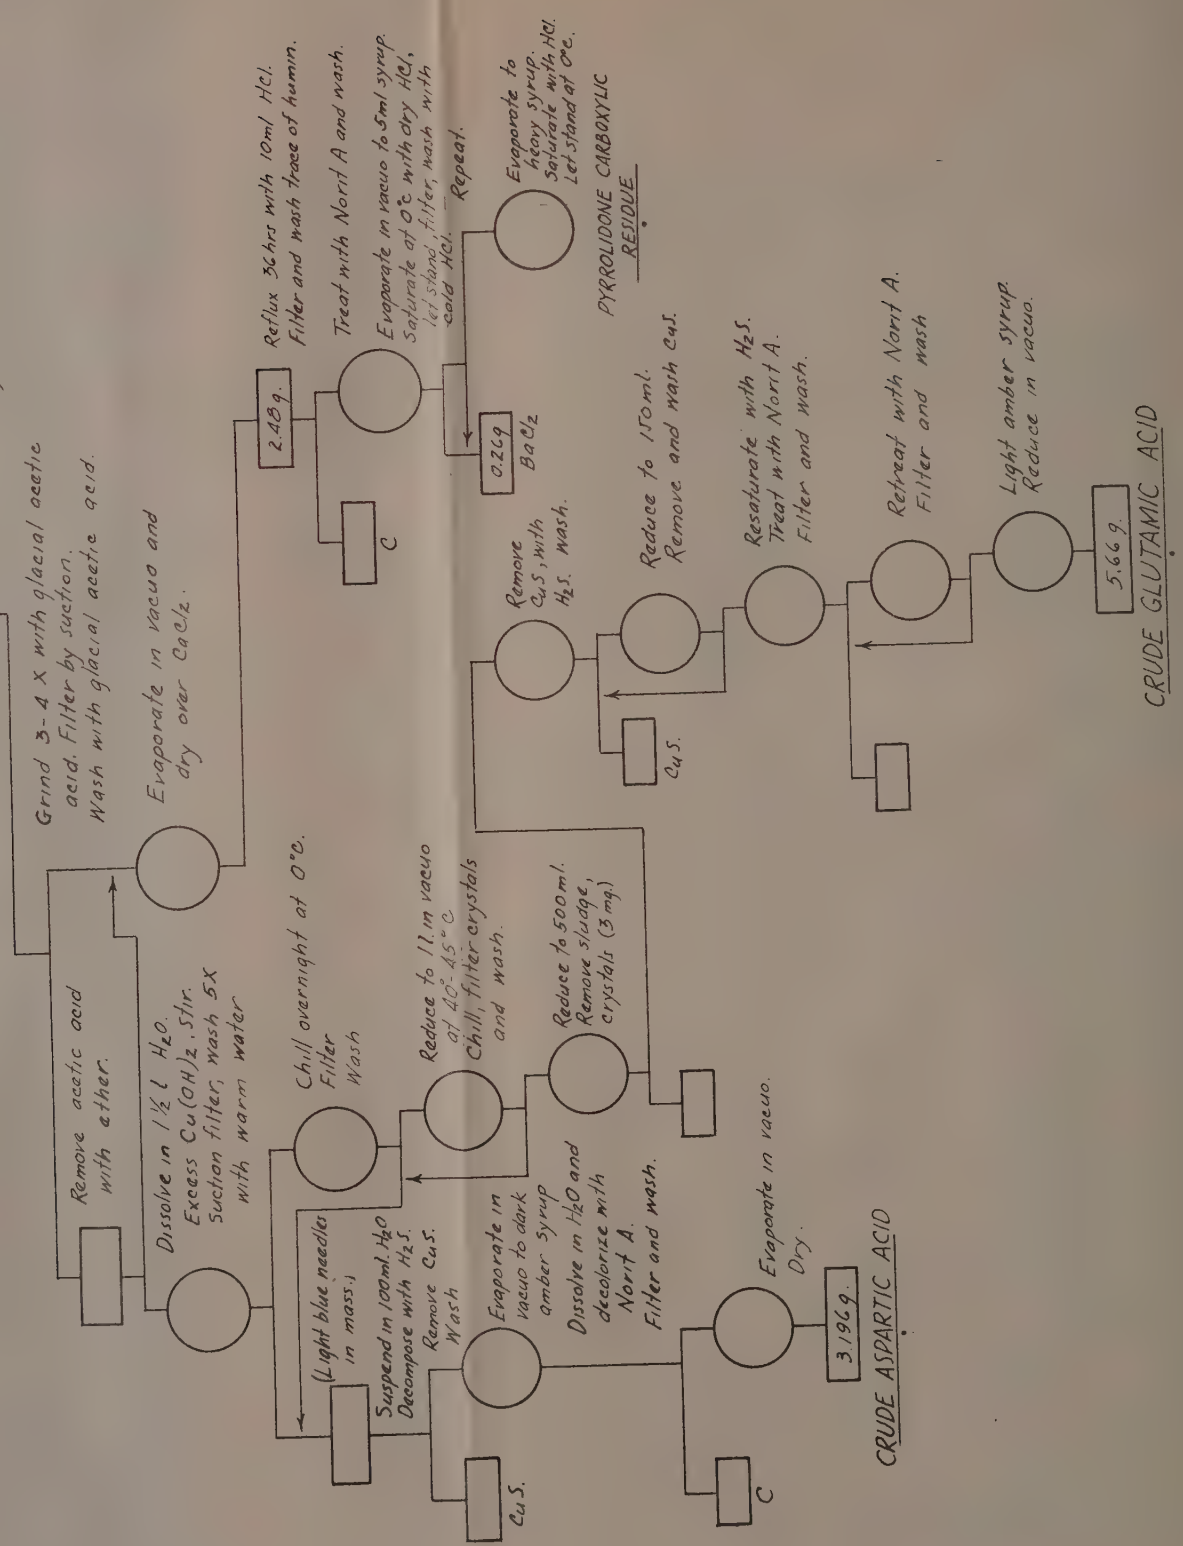 Grind 3-4 X with glacial acetic
acid. Filter by suction.
Wash with glacial acetic acid.
Remove acetic acid
with ether.
Evaporate in vacuo and
dry over CaCl2.
Dissolve in 1 1/2 l H2O.
Excess Cu(OH)2, stir.
Suction filter, wash 5X
with warm water
2.48 g.
Reflux 36 hrs with 10ml HCl.
Filter and wash trace of humin.
Treat with Norit A and wash.
C
Evaporate in vacuo to 5ml syrup.
Saturate at 0°C with dry HCl,
let stand, filter, wash with
cold HCl. - Repeat.
0.26g
BaCl2
Evaporate to
heavy syrup.
Saturate with HCl.
Let stand at 0°C.
PYRROLIDONE CARBOXYLIC
RESIDUE
Chill overnight at 0°C.
Filter
Wash
(Light blue needles
in mass.)
Suspend in 100ml. H2O
Decompose with H2S.
Remove CuS.
Wash
Reduce to 1l. in vacuo
at 40°-45°C
Chill, filter crystals
and wash.
Reduce to 500ml.
Remove sludge,
crystals (3 mg.)
Remove
CuS, with
H2S. wash.
CuS.
Reduce to 150ml.
Remove and wash CuS.
Resaturate with H2S.
Treat with Norit A.
Filter and wash.
Retreat with Norit A.
Filter and wash
Light amber syrup.
Reduce in vacuo.
5.66 g.
CRUDE GLUTAMIC ACID
CuS.
Evaporate in
vacuo to dark
amber syrup
Dissolve in H2O and
decolorize with
Norit A.
Filter and wash.
C
Evaporate in vacuo.
Dry.
3.196 g.
CRUDE ASPARTIC ACID